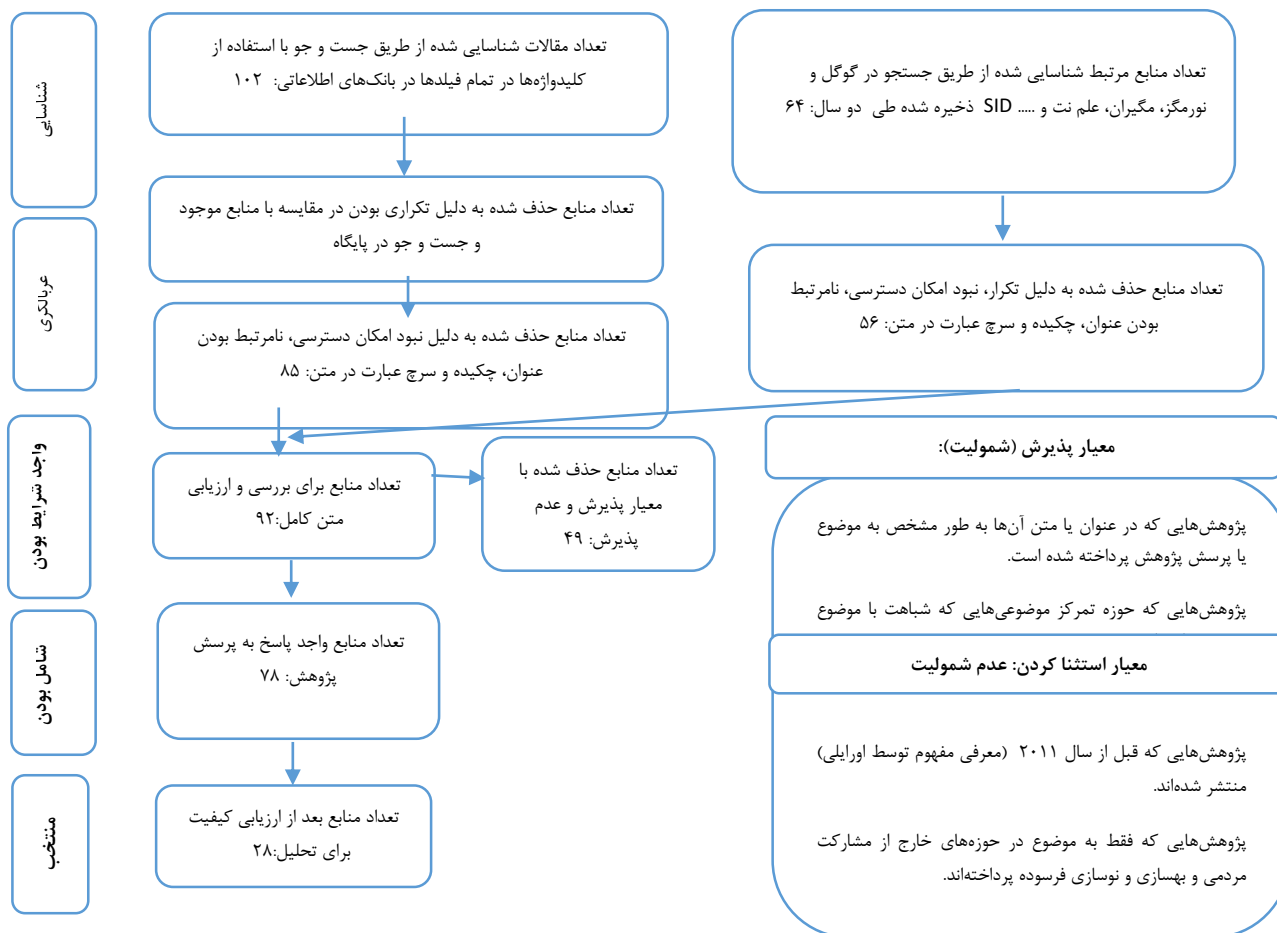 شناسایی
تعداد مقالات شناسایی شده از طریق جست و جو با استفاده از
کلیدواژه‌ها در تمام فیلدها در بانک‌های اطلاعاتی: ۱۰۲
تعداد منابع مرتبط شناسایی شده از طریق جستجو در گوگل و
نورمگز، مگیران، علم نت و ..... SID ذخیره شده طی دو سال: ۶۴
غربالگری
تعداد منابع حذف شده به دلیل تکراری بودن در مقایسه با منابع موجود
و جست و جو در پایگاه
تعداد منابع حذف شده به دلیل نبود امکان دسترسی، نامرتبط بودن
عنوان، چکیده و سرچ عبارت در متن: ۸۵
تعداد منابع حذف شده به دلیل تکرار، نبود امکان دسترسی، نامرتبط
بودن عنوان، چکیده و سرچ عبارت در متن: ۵۶
واجد شرایط بودن
تعداد منابع برای بررسی و ارزیابی
متن کامل:۹۲
تعداد منابع حذف شده با
معیار پذیرش و عدم
پذیرش: ۴۹
معیار پذیرش (شمولیت):
پژوهش‌هایی که در عنوان یا متن آن‌ها به طور مشخص به موضوع
یا پرسش پژوهش پرداخته شده است.
پژوهش‌هایی که حوزه تمرکز موضوعی‌هایی که شباهت با موضوع
شامل بودن
تعداد منابع واجد پاسخ به پرسش
پژوهش: ۷۸
معیار استثنا کردن: عدم شمولیت
پژوهش‌هایی که قبل از سال ۲۰۱۱ (معرفی مفهوم توسط اورایلی)
منتشر شده‌اند.
پژوهش‌هایی که فقط به موضوع در حوزه‌های خارج از مشارکت
مردمی و بهسازی و نوسازی فرسوده پرداخته‌اند.
منتخب
تعداد منابع بعد از ارزیابی کیفیت
برای تحلیل:۲۸